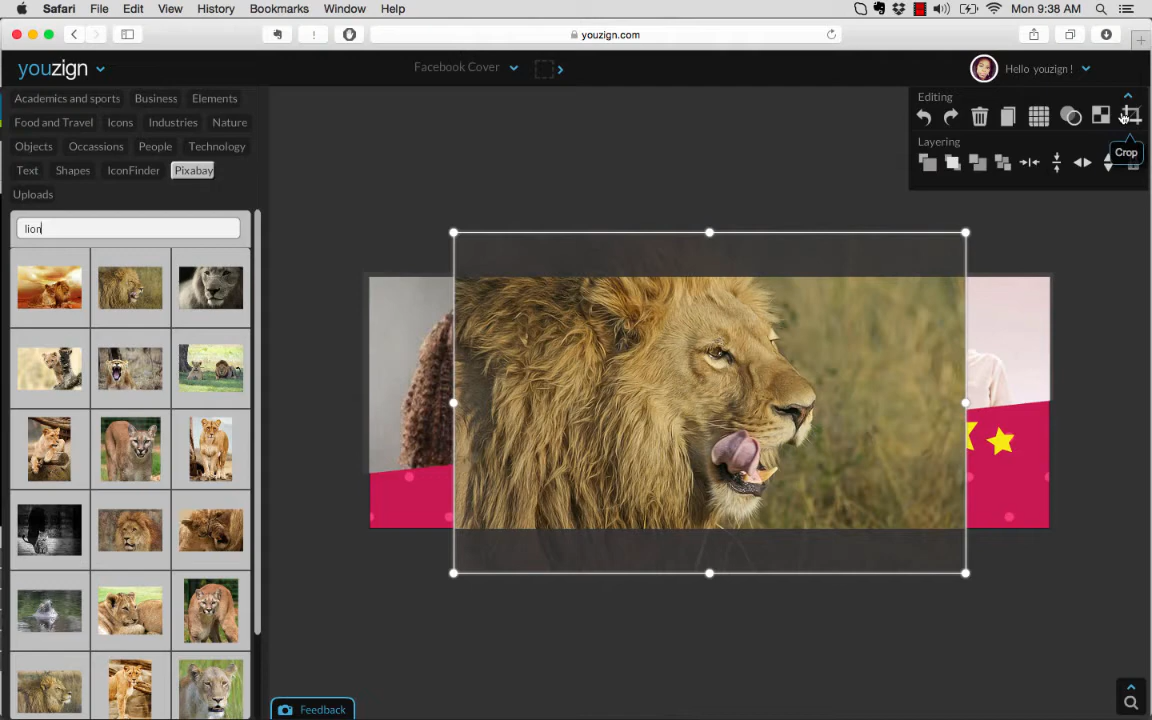 Safari File Edit View History Bookmarks Window Help Mon 9:38 AM
youzign.com
youzign Facebook Cover Hello youzign !
Academics and sports Business Elements
Food and Travel Icons Industries Nature
Objects Occassions People Technology
Text Shapes IconFinder Pixabay
Uploads
lion
Editing
Crop
Layering
Feedback